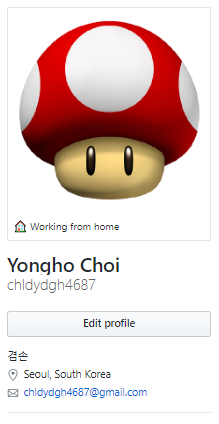 Working from home
Yongho Choi
chldydgh4687
Edit profile
겸손
Seoul, South Korea
chldydgh4687@gmail.com